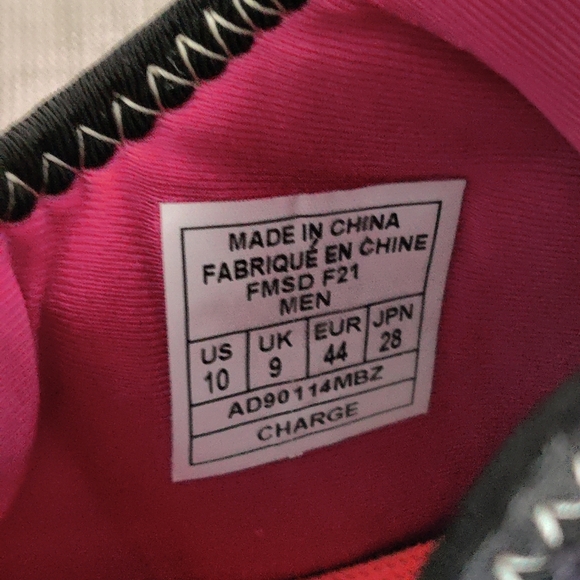 MADE IN CHINA
FABRIQUÉ EN CHINE
FMSD F21
MEN
US UK EUR JPN
10 9 44 28
AD90114MBZ
CHARGE